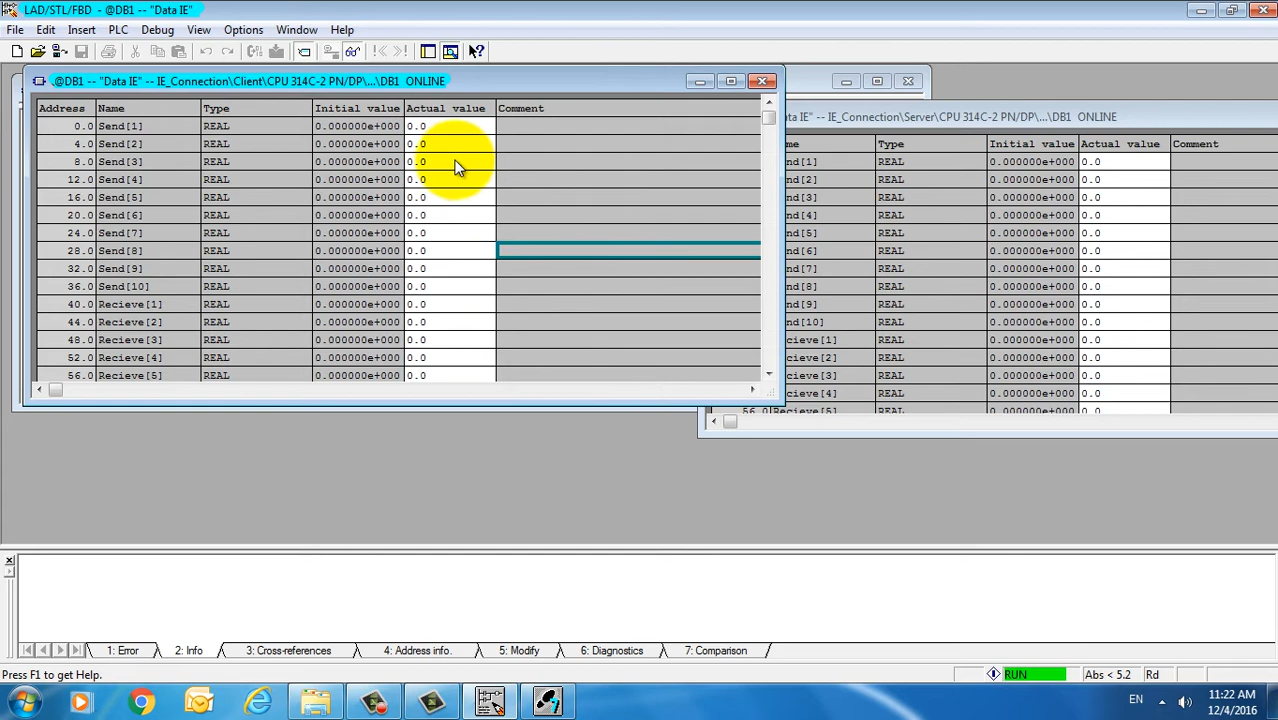 LAD/STL/FBD - @DB1 -- "Data IE"
File Edit Insert PLC Debug View Options Window Help
@DB1 -- "Data IE" -- IE_Connection\Client\CPU 314C-2 PN/DP\...\DB1 ONLINE
Address Name Type Initial value Actual value Comment
0.0 Send[1] REAL 0.000000e+000 0.0
4.0 Send[2] REAL 0.000000e+000 0.0
8.0 Send[3] REAL 0.000000e+000 0.0
12.0 Send[4] REAL 0.000000e+000 0.0
16.0 Send[5] REAL 0.000000e+000 0.0
20.0 Send[6] REAL 0.000000e+000 0.0
24.0 Send[7] REAL 0.000000e+000 0.0
28.0 Send[8] REAL 0.000000e+000 0.0
32.0 Send[9] REAL 0.000000e+000 0.0
36.0 Send[10] REAL 0.000000e+000 0.0
40.0 Recieve[1] REAL 0.000000e+000 0.0
44.0 Recieve[2] REAL 0.000000e+000 0.0
48.0 Recieve[3] REAL 0.000000e+000 0.0
52.0 Recieve[4] REAL 0.000000e+000 0.0
56.0 Recieve[5] REAL 0.000000e+000 0.0
ata IE" -- IE_Connection\Server\CPU 314C-2 PN/DP\...\DB1 ONLINE
Type Initial value Actual value Comment
nd[1] REAL 0.000000e+000 0.0
nd[2] REAL 0.000000e+000 0.0
nd[3] REAL 0.000000e+000 0.0
nd[4] REAL 0.000000e+000 0.0
nd[5] REAL 0.000000e+000 0.0
nd[6] REAL 0.000000e+000 0.0
nd[7] REAL 0.000000e+000 0.0
nd[8] REAL 0.000000e+000 0.0
nd[9] REAL 0.000000e+000 0.0
nd[10] REAL 0.000000e+000 0.0
cieve[1] REAL 0.000000e+000 0.0
cieve[2] REAL 0.000000e+000 0.0
cieve[3] REAL 0.000000e+000 0.0
cieve[4] REAL 0.000000e+000 0.0
56.0 Recieve[5] REAL 0.000000e+000 0.0
1: Error 2: Info 3: Cross-references 4: Address info. 5: Modify 6: Diagnostics 7: Comparison
Press F1 to get Help. RUN Abs < 5.2 Rd
EN 11:22 AM
12/4/2016